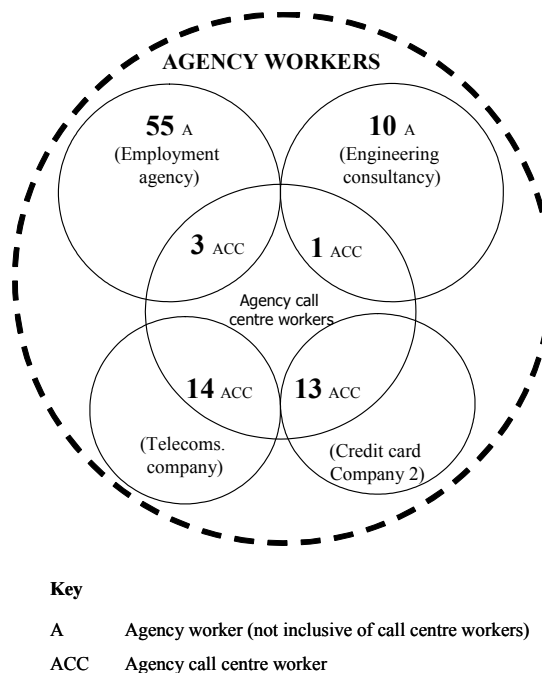 AGENCY WORKERS
55 A
(Employment
agency)
10 A
(Engineering
consultancy)
3 ACC
1 ACC
Agency call
centre workers
14 ACC
13 ACC
(Telecoms.
company)
(Credit card
Company 2)
Key
A Agency worker (not inclusive of call centre workers)
ACC Agency call centre worker